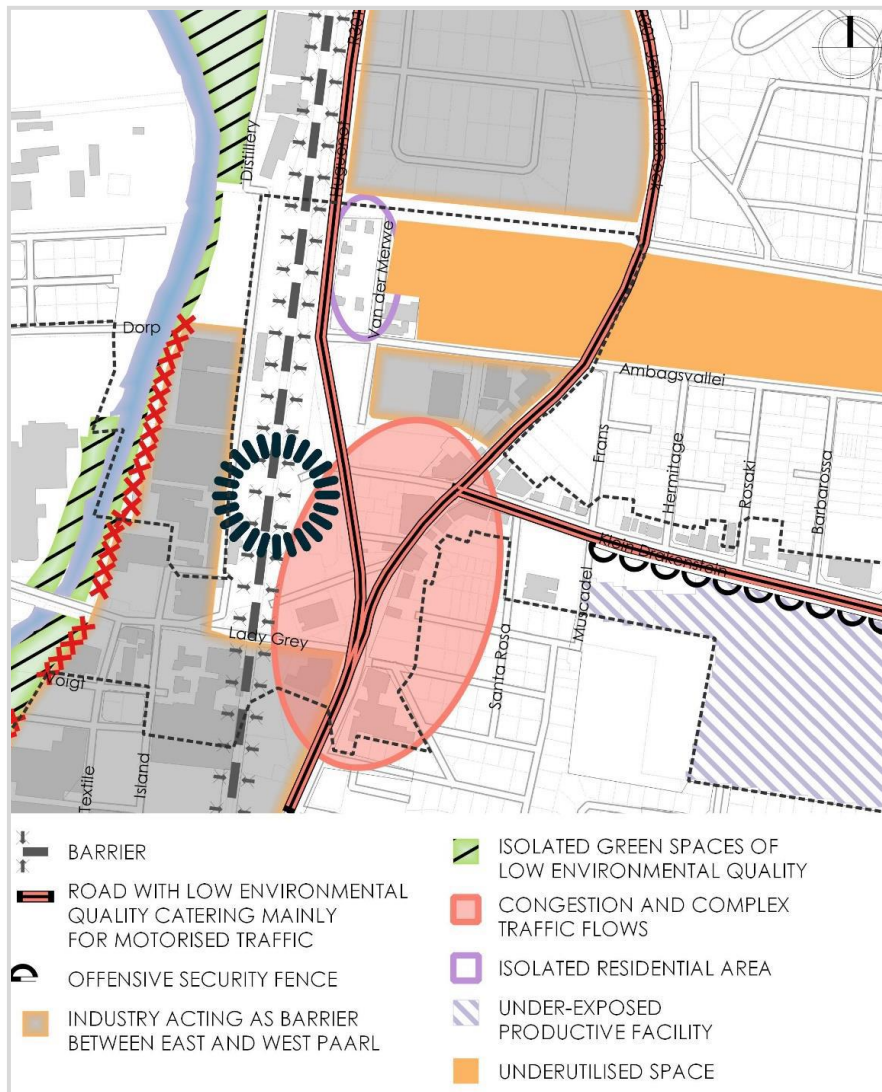 Distillery
Van der Merwe
Dorp
Ambagsvallei
Frans
Hermitage
Rosaki
Barbarossa
Klein Drakenstein
Lady Grey
Santa Rosa
Muscadel
Voigt
Textile
Island
BARRIER
ROAD WITH LOW ENVIRONMENTAL
QUALITY CATERING MAINLY
FOR MOTORISED TRAFFIC
OFFENSIVE SECURITY FENCE
INDUSTRY ACTING AS BARRIER
BETWEEN EAST AND WEST PAARL
ISOLATED GREEN SPACES OF
LOW ENVIRONMENTAL QUALITY
CONGESTION AND COMPLEX
TRAFFIC FLOWS
ISOLATED RESIDENTIAL AREA
UNDER-EXPOSED
PRODUCTIVE FACILITY
UNDERUTILISED SPACE